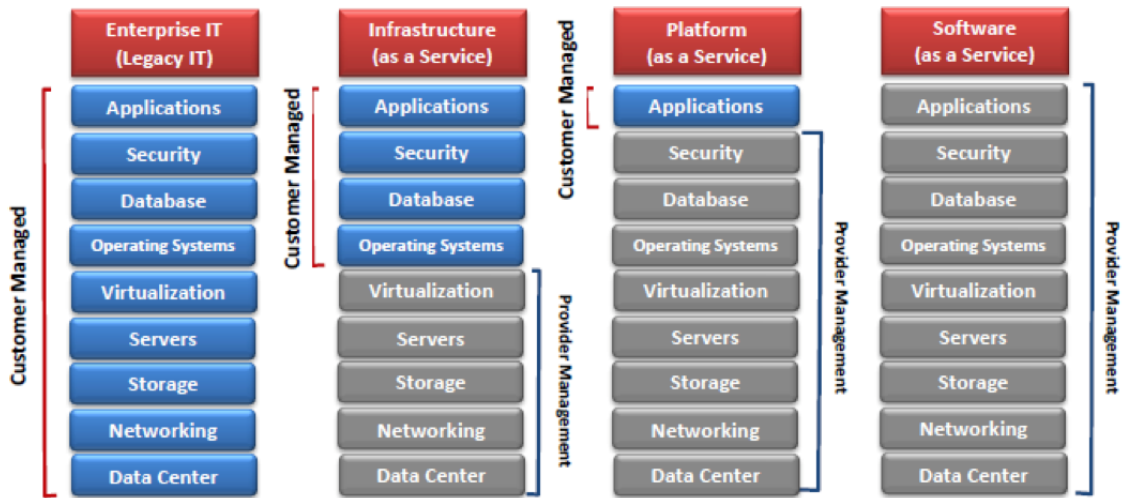 Enterprise IT
(Legacy IT)
Customer Managed
Applications
Security
Database
Operating Systems
Virtualization
Servers
Storage
Networking
Data Center
Infrastructure
(as a Service)
Customer Managed
Applications
Security
Database
Operating Systems
Virtualization
Servers
Storage
Networking
Data Center
Provider Management
Platform
(as a Service)
Customer Managed
Applications
Security
Database
Operating Systems
Virtualization
Servers
Storage
Networking
Data Center
Provider Management
Software
(as a Service)
Applications
Security
Database
Operating Systems
Virtualization
Servers
Storage
Networking
Data Center
Provider Management